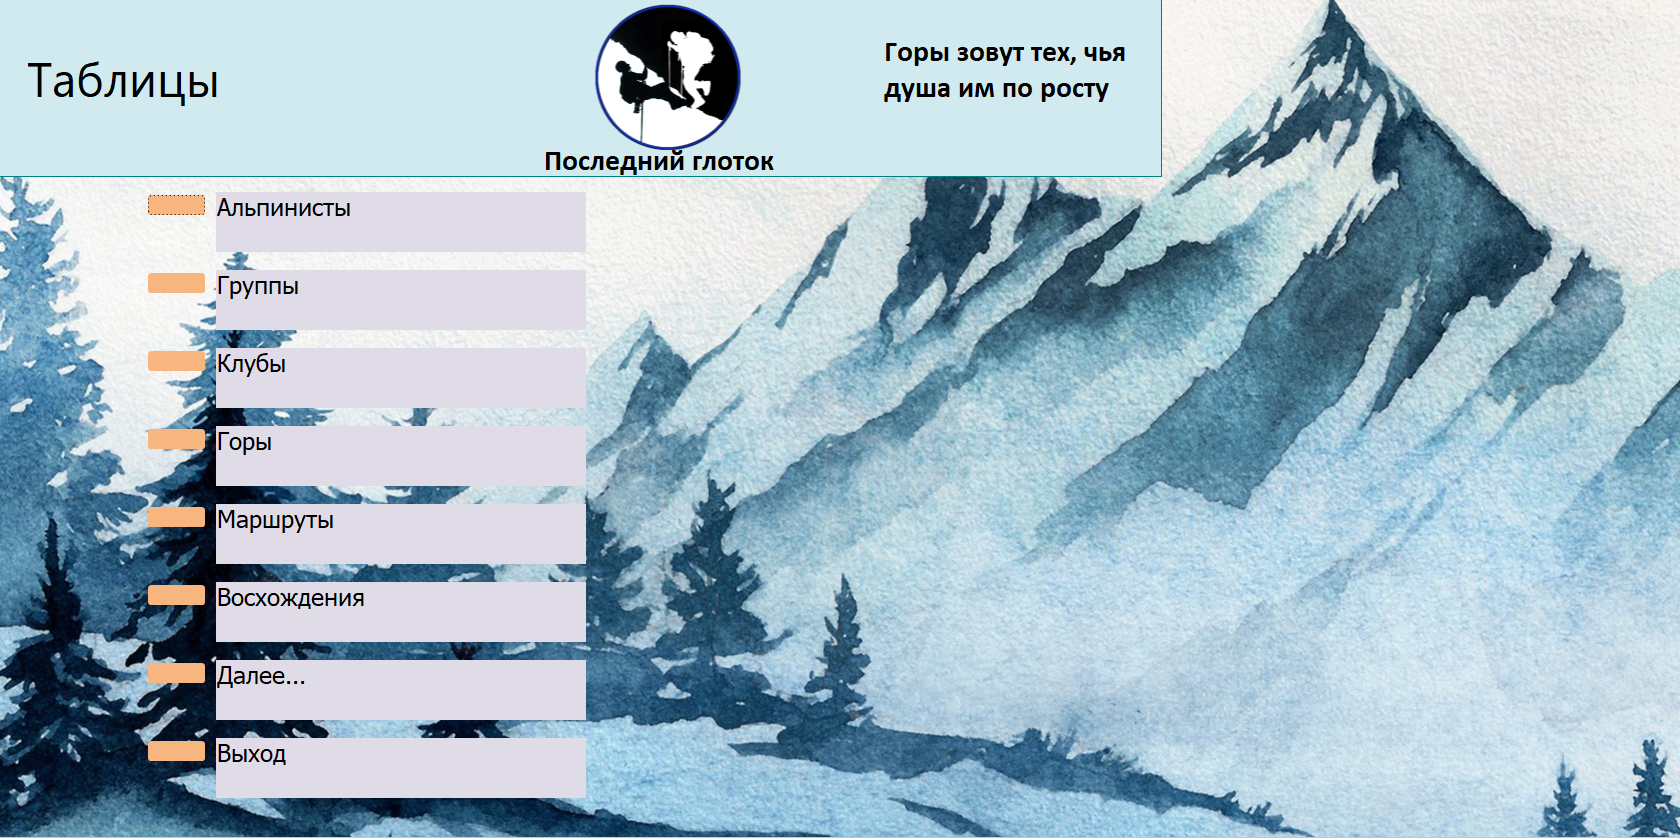 Таблицы
Последний глоток
Горы зовут тех, чья
душа им по росту
Альпинисты
Группы
Клубы
Горы
Маршруты
Восхождения
Далее...
Выход